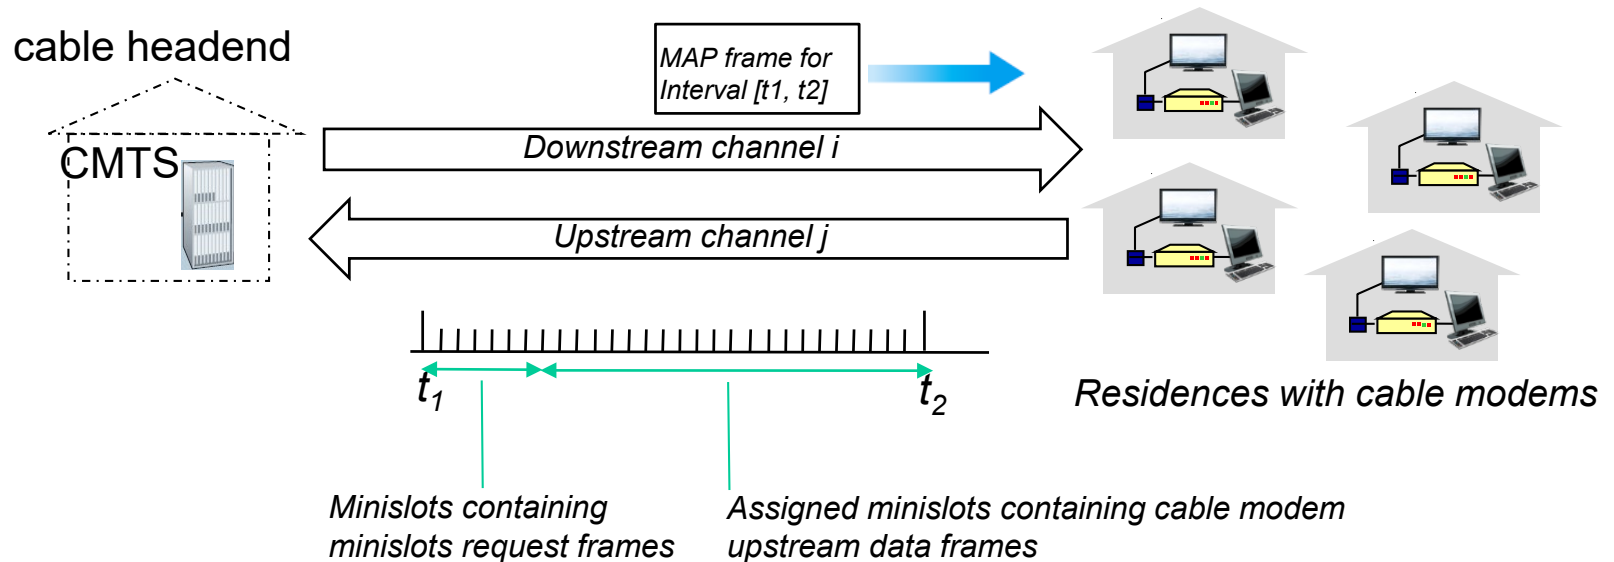 cable headend
MAP frame for
Interval [t1, t2]
CMTS
Downstream channel i
Upstream channel j
t1
t2
Residences with cable modems
Minislots containing
minislots request frames
Assigned minislots containing cable modem
upstream data frames